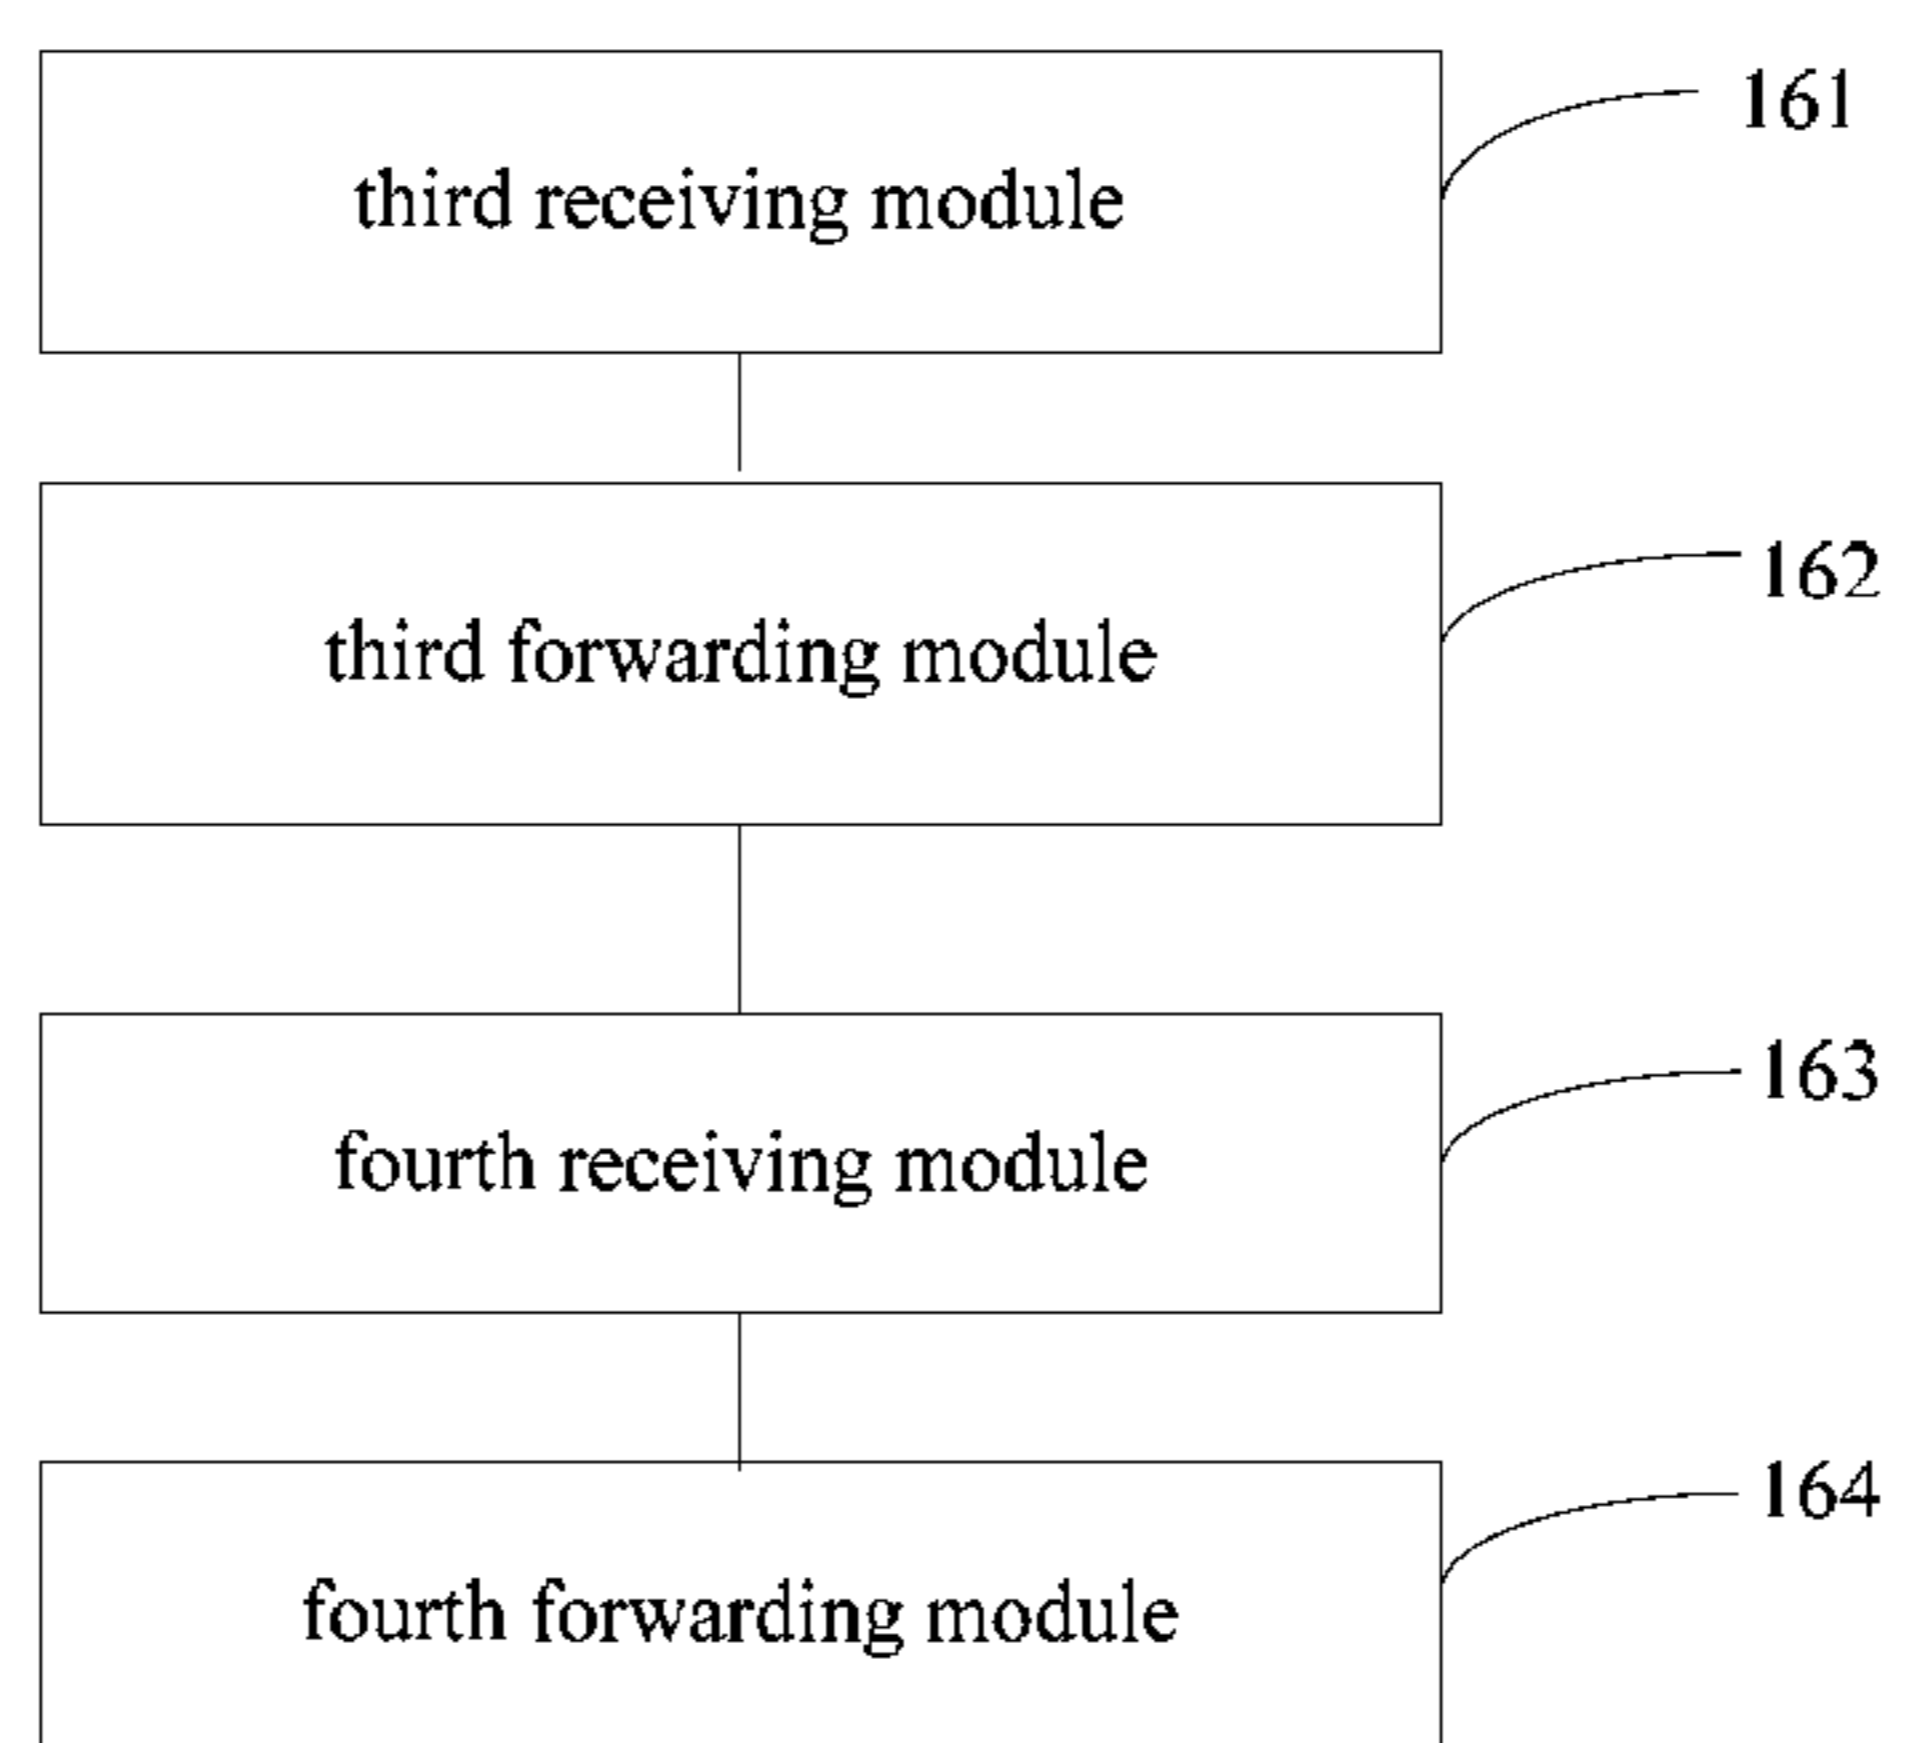 third receiving module
161
third forwarding module
162
fourth receiving module
163
fourth forwarding module
164